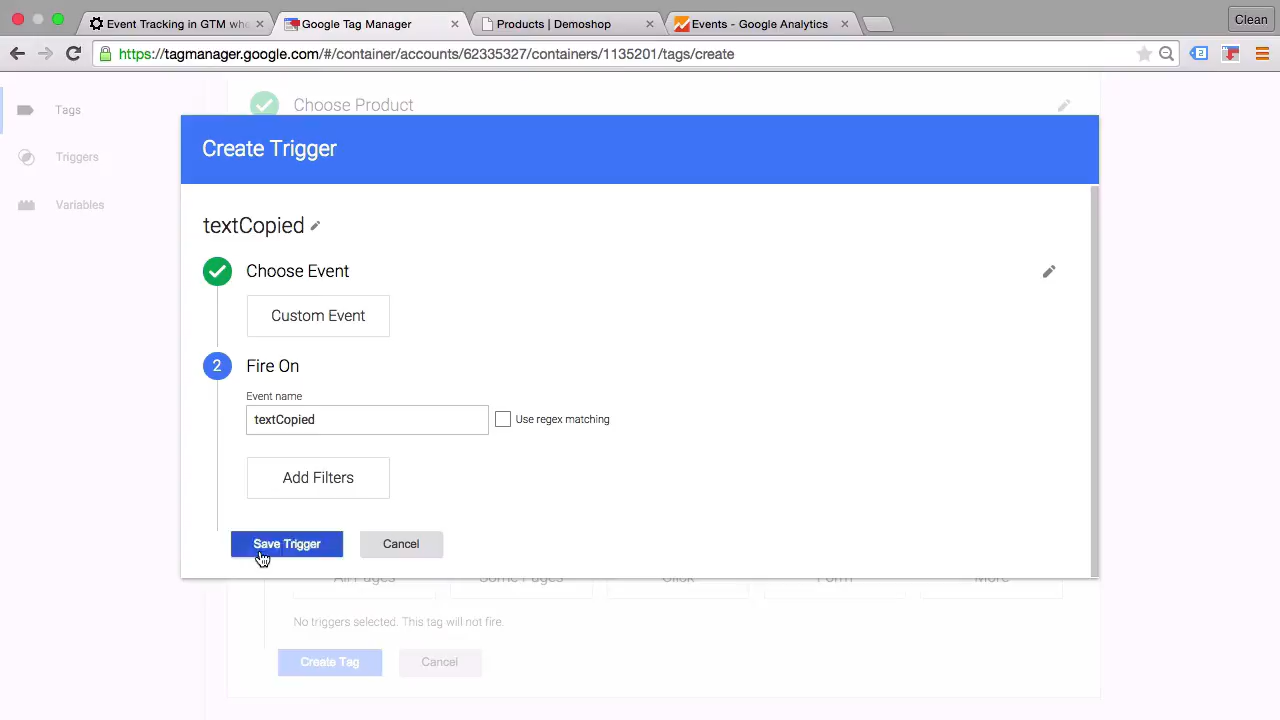 Event Tracking in GTM whe
Google Tag Manager
Products | Demoshop
Events - Google Analytics
Clean
https://tagmanager.google.com/#/container/accounts/62335327/containers/1135201/tags/create
Tags
Triggers
Variables
Choose Product
Create Trigger
textCopied
Choose Event
Custom Event
2
Fire On
Event name
textCopied
Use regex matching
Add Filters
Save Trigger
Cancel
All Pages
Some Pages
Click
Form
More
No triggers selected. This tag will not fire.
Create Tag
Cancel